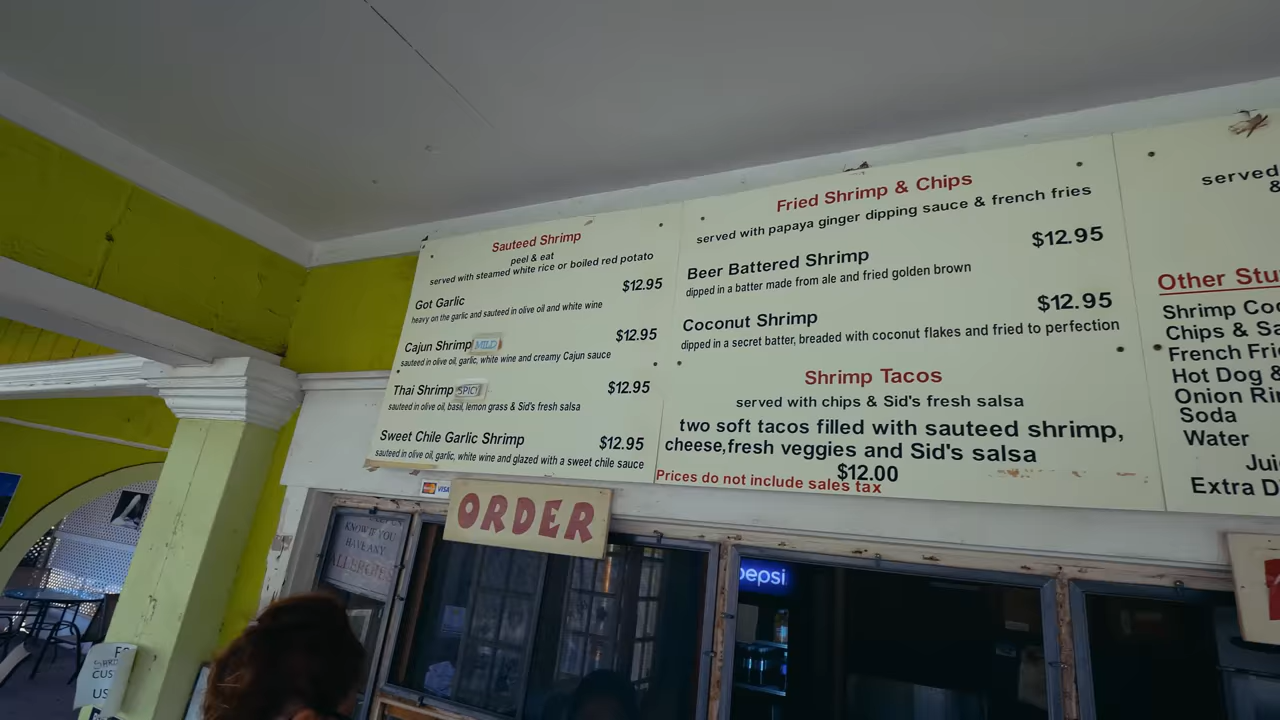 Sauteed Shrimp
peel & eat
served with steamed white rice or boiled red potato
$12.95
Got Garlic
heavy on the garlic and sauteed in olive oil and white wine
$12.95
Cajun Shrimp MILD
sauteed in olive oil, garlic, white wine and creamy Cajun sauce
$12.95
Thai Shrimp SPICY
sauteed in olive oil, basil, lemon grass & Sid's fresh salsa
Sweet Chile Garlic Shrimp $12.95
sauteed in olive oil, garlic, white wine and glazed with a sweet chile sauce
Fried Shrimp & Chips
served with papaya ginger dipping sauce & french fries
$12.95
Beer Battered Shrimp
dipped in a batter made from ale and fried golden brown
$12.95
Coconut Shrimp
dipped in a secret batter, breaded with coconut flakes and fried to perfection
Shrimp Tacos
served with chips & Sid's fresh salsa
two soft tacos filled with sauteed shrimp,
cheese,fresh veggies and Sid's salsa
$12.00
Prices do not include sales tax
served
&
Other Stu
Shrimp Coc
Chips & Sa
French Frie
Hot Dog &
Onion Rin
Soda
Water
Juic
Extra D
VISA
ORDER
KNOW IF YOU
HAVE ANY
ALLERGIES
pepsi
CUS
US